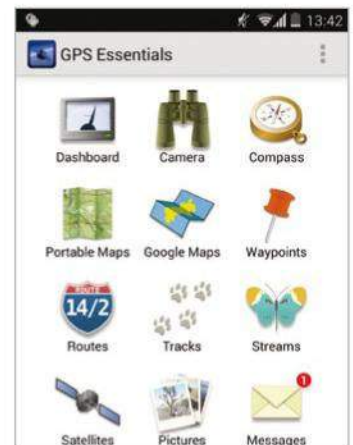 13:42
GPS Essentials
Dashboard Camera Compass
Portable Maps Google Maps Waypoints
ROUTE
14/2
Routes Tracks Streams
1
Satellites Pictures Messages